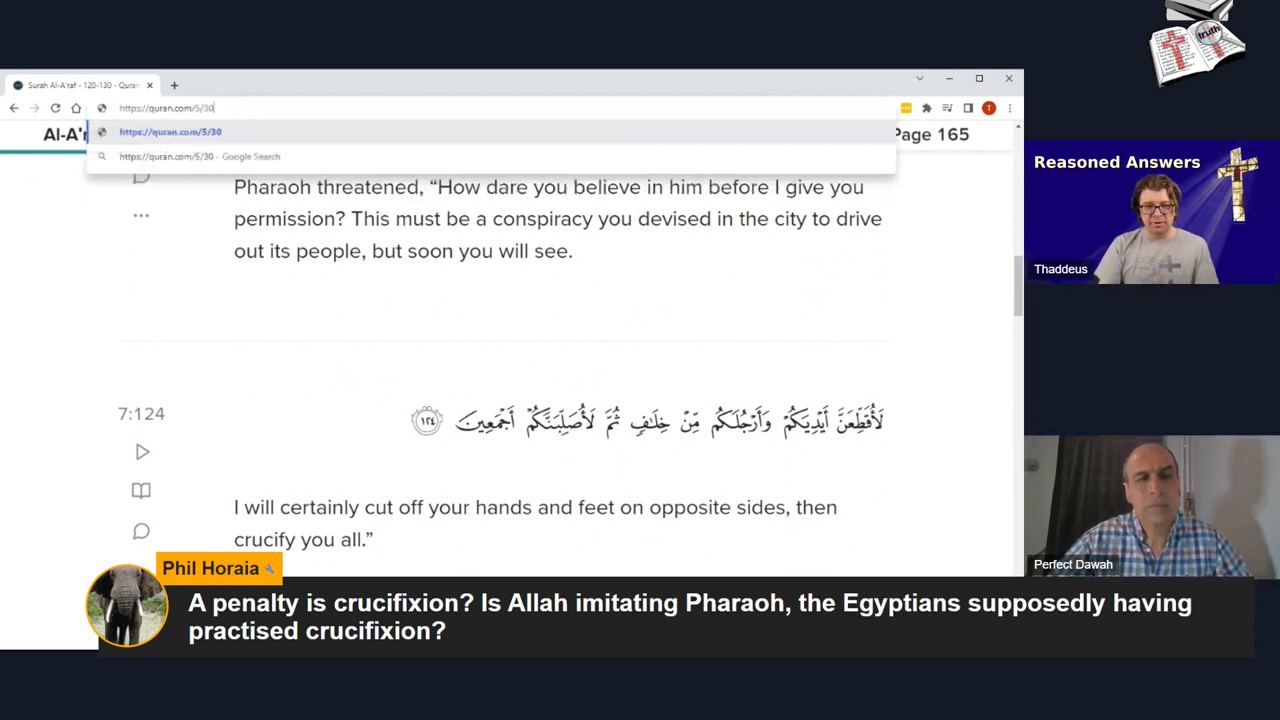 truth
Surah Al-A'raf - 120-130 - Quran
https://quran.com/5/30
T
https://quran.com/5/30
https://quran.com/5/30 - Google Search
Al-A'r
Page 165
Pharaoh threatened, “How dare you believe in him before I give you
permission? This must be a conspiracy you devised in the city to drive
out its people, but soon you will see.
7:124
لَأُقَطِّعَنَّ أَيْدِيَكُمْ وَأَرْجُلَكُم مِّنْ خِلَـٰفٍ ثُمَّ لَأُصَلِّبَنَّكُمْ أَجْمَعِينَ ١٢٤
I will certainly cut off your hands and feet on opposite sides, then
crucify you all.”
Reasoned Answers
Thaddeus
Perfect Dawah
Phil Horaia
A penalty is crucifixion? Is Allah imitating Pharaoh, the Egyptians supposedly having
practised crucifixion?